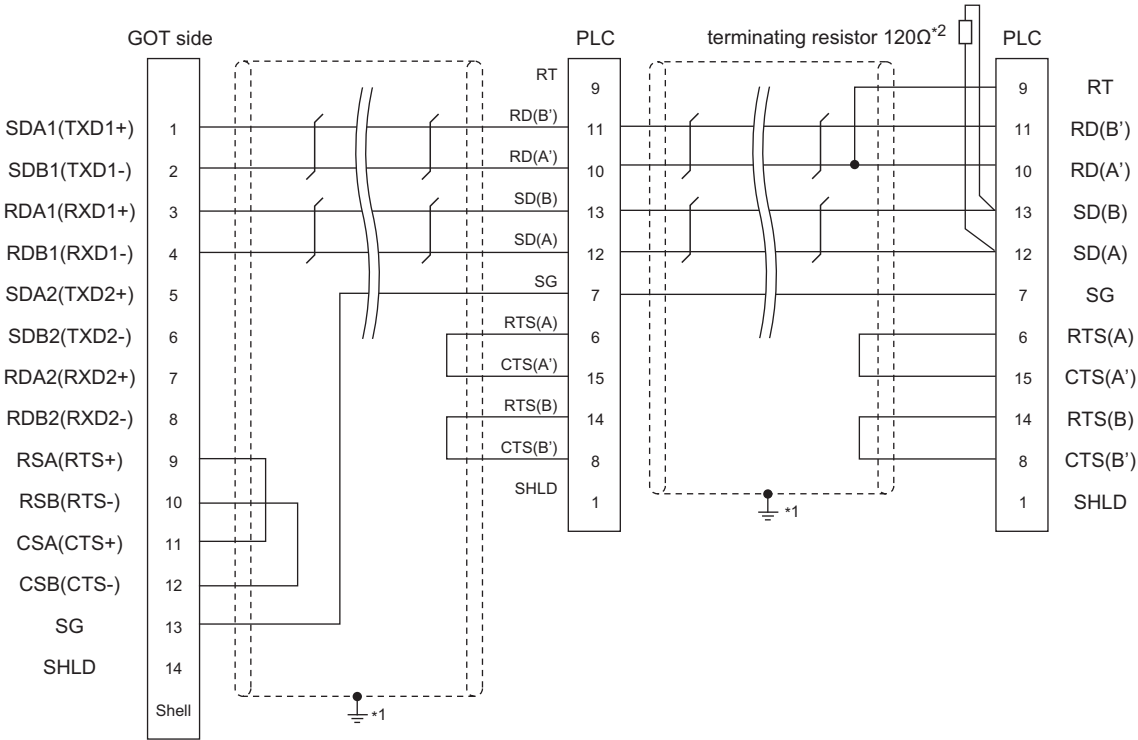 GOT side
PLC
terminating resistor 120Ω*2
PLC
RT 9
9 RT
SDA1(TXD1+) 1
RD(B’) 11
11 RD(B’)
SDB1(TXD1-) 2
RD(A’) 10
10 RD(A’)
RDA1(RXD1+) 3
SD(B) 13
13 SD(B)
RDB1(RXD1-) 4
SD(A) 12
12 SD(A)
SDA2(TXD2+) 5
SG 7
7 SG
SDB2(TXD2-) 6
RTS(A) 6
6 RTS(A)
RDA2(RXD2+) 7
CTS(A’) 15
15 CTS(A’)
RDB2(RXD2-) 8
RTS(B) 14
14 RTS(B)
RSA(RTS+) 9
CTS(B’) 8
8 CTS(B’)
RSB(RTS-) 10
SHLD 1
*1
1 SHLD
CSA(CTS+) 11
CSB(CTS-) 12
SG 13
SHLD 14
Shell
*1